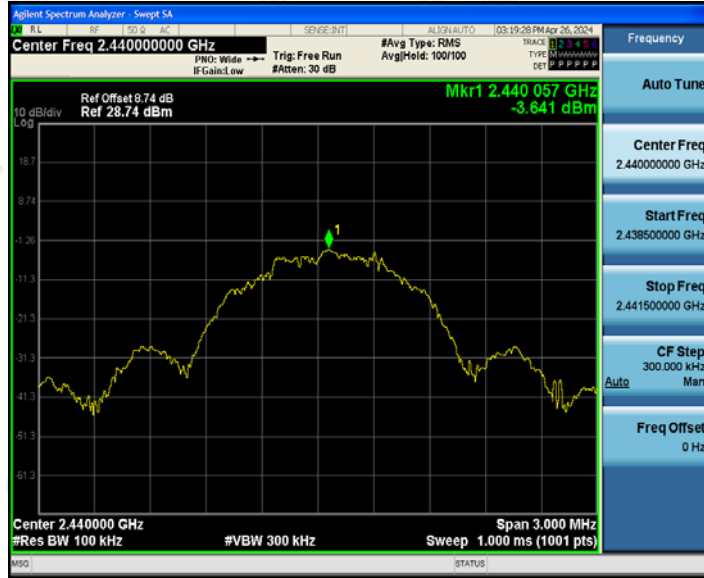 Agilent Spectrum Analyzer - Swept SA
RL RF 50 Ω AC SENSE:INT ALIGN AUTO 03:19:28 PM Apr 26, 2024
Center Freq 2.440000000 GHz
PNO: Wide
IFGain:Low
Trig: Free Run
#Atten: 30 dB
#Avg Type: RMS
Avg|Hold: 100/100
TRACE 1 2 3 4 5 6
TYPE M
DET P P P P P P
Frequency
Ref Offset 8.74 dB
10 dB/div Ref 28.74 dBm
Log
Mkr1 2.440 057 GHz
-3.641 dBm
18.7
8.74
-1.26
-11.3
-21.3
-31.3
-41.3
-51.3
-61.3
1
Center 2.440000 GHz
#Res BW 100 kHz
#VBW 300 kHz
Span 3.000 MHz
Sweep 1.000 ms (1001 pts)
Auto Tune
Center Freq
2.440000000 GHz
Start Freq
2.438500000 GHz
Stop Freq
2.441500000 GHz
CF Step
300.000 kHz
Auto Man
Freq Offset
0 Hz
MSG STATUS